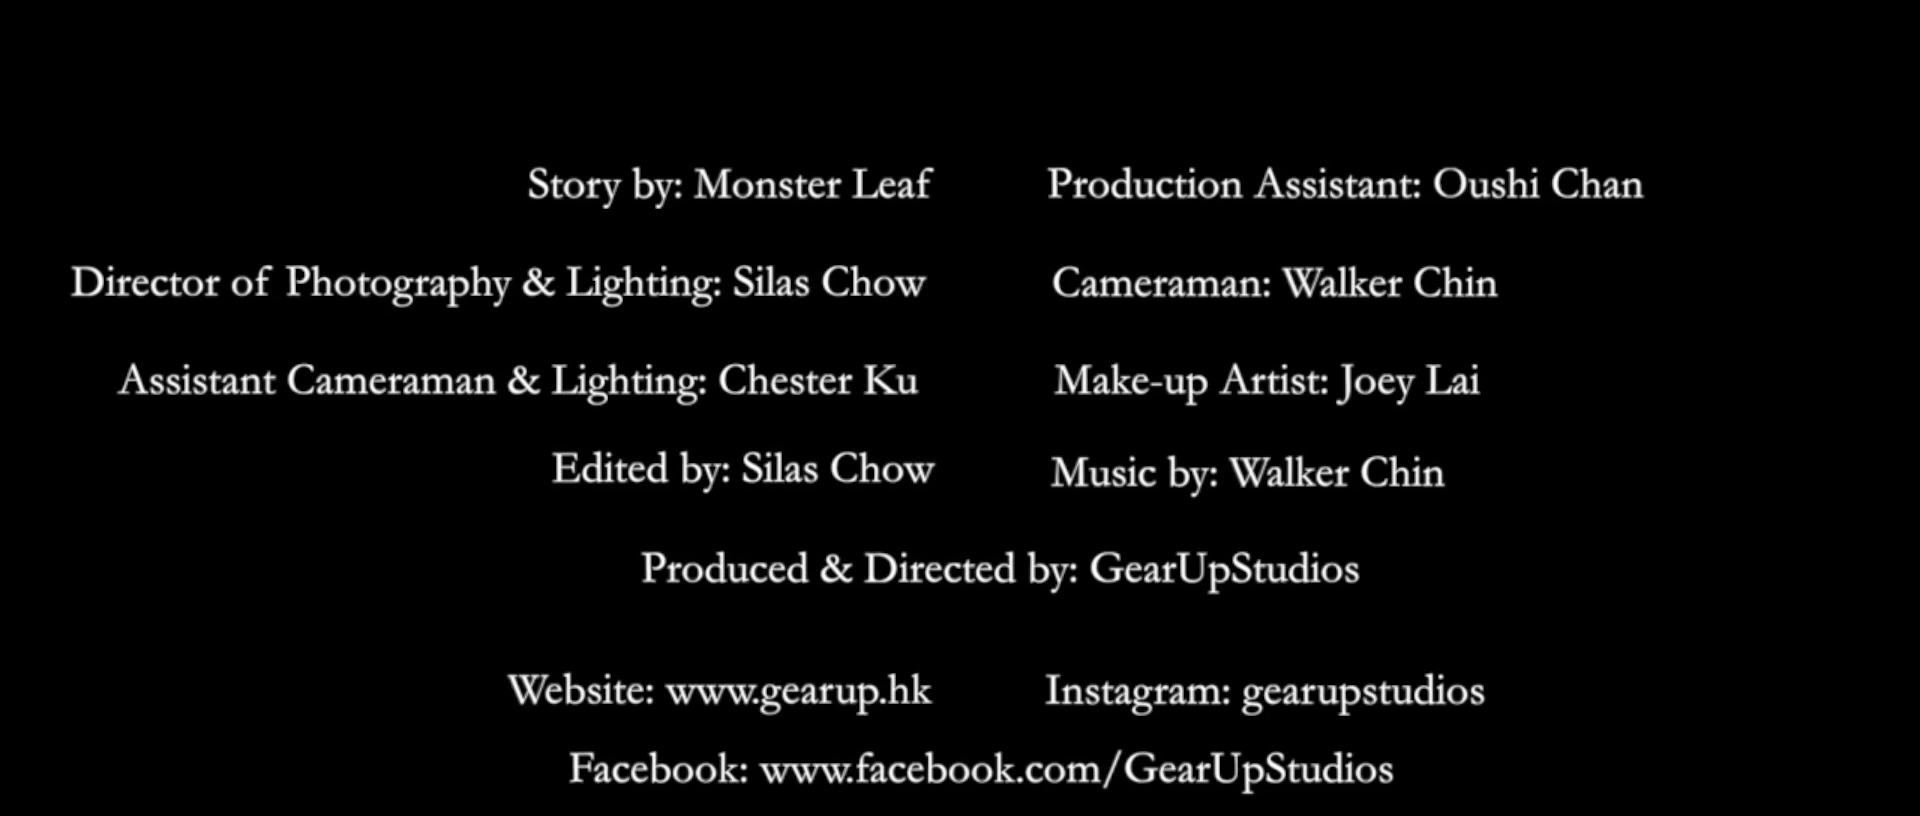 Story by: Monster Leaf
Production Assistant: Oushi Chan
Director of Photography & Lighting: Silas Chow
Cameraman: Walker Chin
Assistant Cameraman & Lighting: Chester Ku
Make-up Artist: Joey Lai
Edited by: Silas Chow
Music by: Walker Chin
Produced & Directed by: GearUpStudios
Website: www.gearup.hk
Instagram: gearupstudios
Facebook: www.facebook.com/GearUpStudios